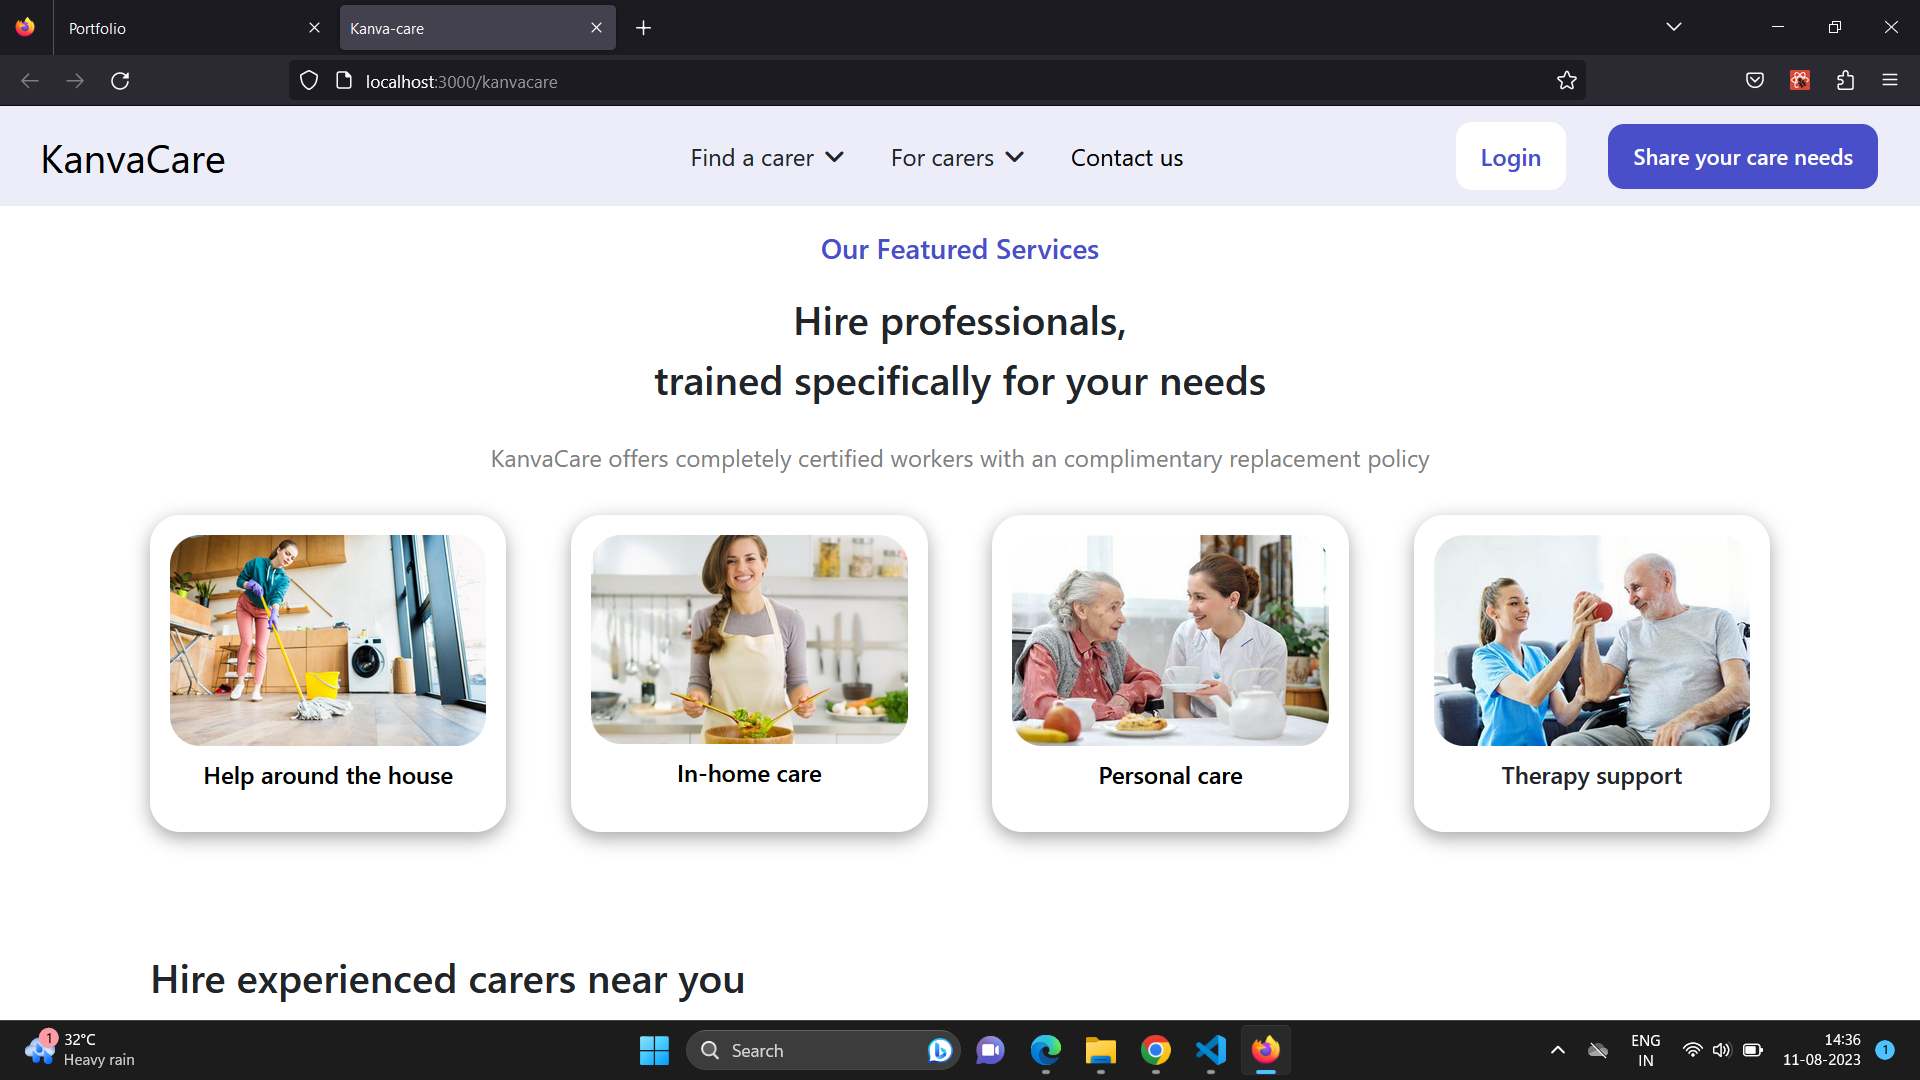 Portfolio
Kanva-care
localhost:3000/kanvacare
KanvaCare
Find a carer
For carers
Contact us
Login
Share your care needs
Our Featured Services
Hire professionals,
trained specifically for your needs
KanvaCare offers completely certified workers with an complimentary replacement policy
Help around the house
In-home care
Personal care
Therapy support
Hire experienced carers near you
1
32°C
Heavy rain
Search
ENG
IN
14:36
11-08-2023
1